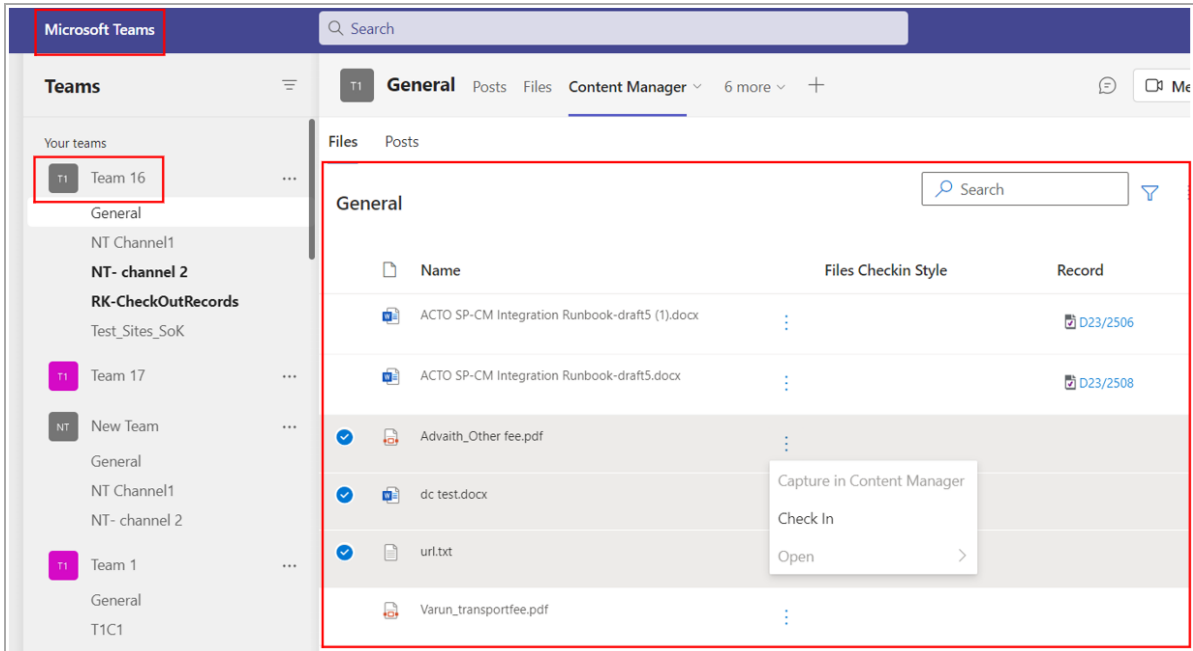 Microsoft Teams
Search
Teams
T1 General Posts Files Content Manager 6 more
Me
Your teams
Files Posts
T1 Team 16
General
NT Channel1
NT- channel 2
RK-CheckOutRecords
Test_Sites_SoK
T1 Team 17
NT New Team
General
NT Channel1
NT- channel 2
T1 Team 1
General
T1C1
General
Search
Name Files Checkin Style Record
ACTO SP-CM Integration Runbook-draft5 (1).docx D23/2506
ACTO SP-CM Integration Runbook-draft5.docx D23/2508
Advaith_Other fee.pdf
Capture in Content Manager
dc test.docx
Check In
url.txt
Open
Varun_transportfee.pdf